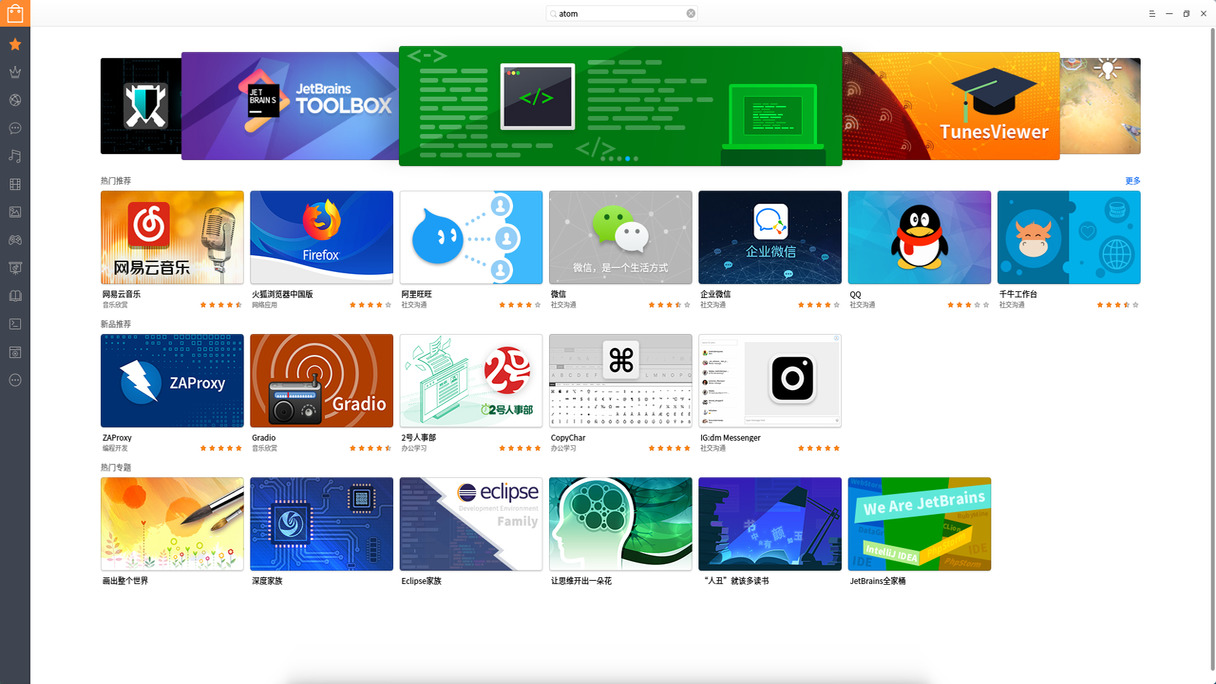 atom
JET
BRAINS
JetBrains
TOOLBOX
TunesViewer
热门推荐
更多
网易云音乐
Firefox
微信，是一个生活方式
企业微信
网易云音乐
音乐欣赏
火狐浏览器中国版
网络应用
阿里旺旺
社交沟通
微信
社交沟通
企业微信
社交沟通
QQ
社交沟通
千牛工作台
社交沟通
新品推荐
ZAProxy
Gradio
2号
2号人事部
ZAProxy
编程开发
Gradio
音乐欣赏
2号人事部
办公学习
CopyChar
办公学习
IG:dm Messenger
社交沟通
热门专题
eclipse
Development Environment
Family
We Are JetBrains
IntelliJ IDEA
画出整个世界
深度家族
Eclipse家族
让思维开出一朵花
“人丑”就该多读书
JetBrains全家桶